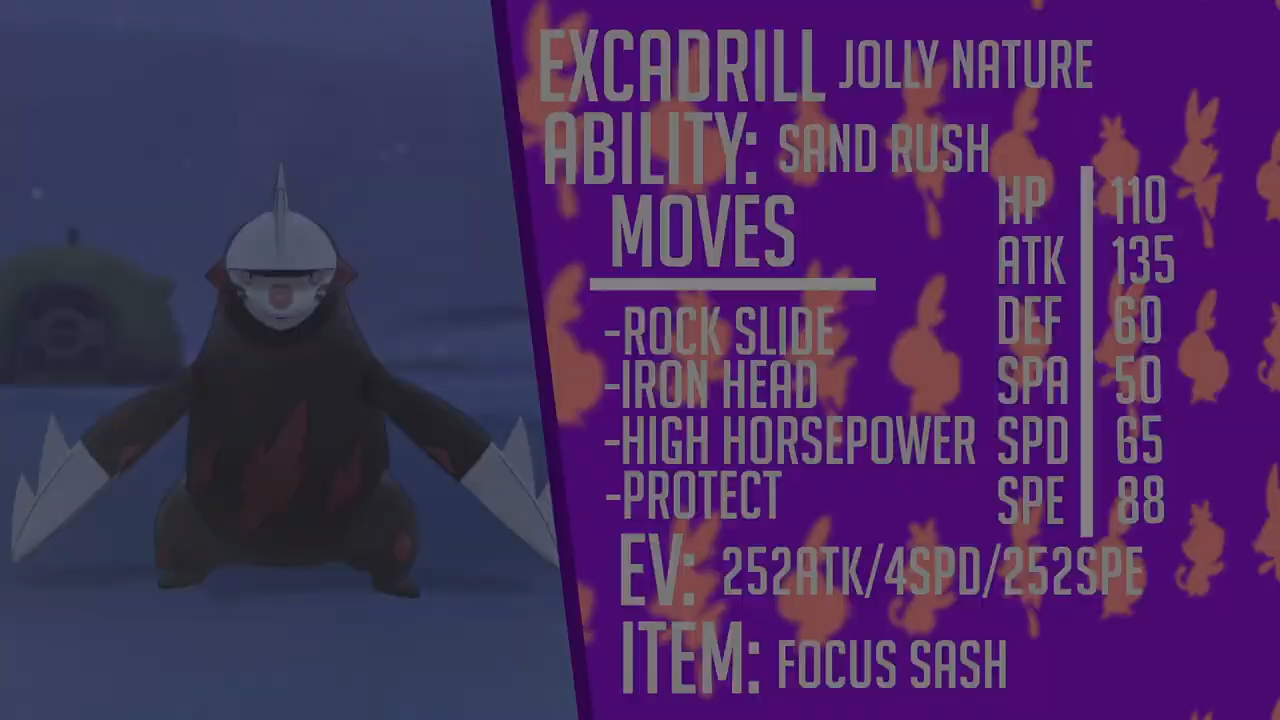 EXCADRILL JOLLY NATURE
ABILITY: SAND RUSH
MOVES
-ROCK SLIDE
-IRON HEAD
-HIGH HORSEPOWER
-PROTECT
HP 110
ATK 135
DEF 60
SPA 50
SPD 65
SPE 88
EV: 252ATK/4SPD/252SPE
ITEM: FOCUS SASH